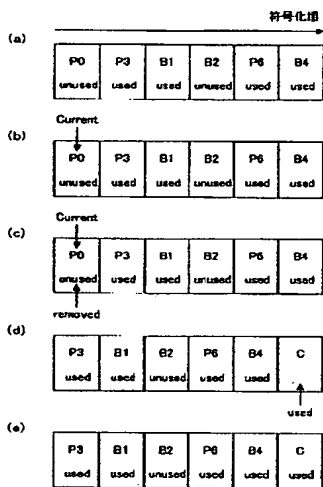 符号化順
(a)
P0 P3 B1 B2 P6 B4
unused used used unused used used
(b)
Current
P0 P3 B1 B2 P6 B4
unused used used unused used used
(c)
Current
P0 P3 B1 B2 P6 B4
unused used used unused used used
removed
(d)
P3 B1 B2 P6 B4 C
used used unused used used
used
(e)
P3 B1 B2 P6 B4 C
used used unused used used used